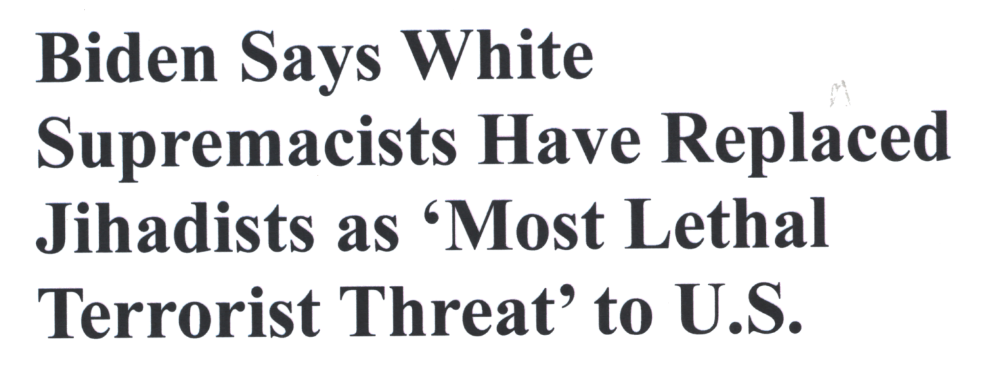 Biden Says White
Supremacists Have Replaced
Jihadists as ‘Most Lethal
Terrorist Threat’ to U.S.